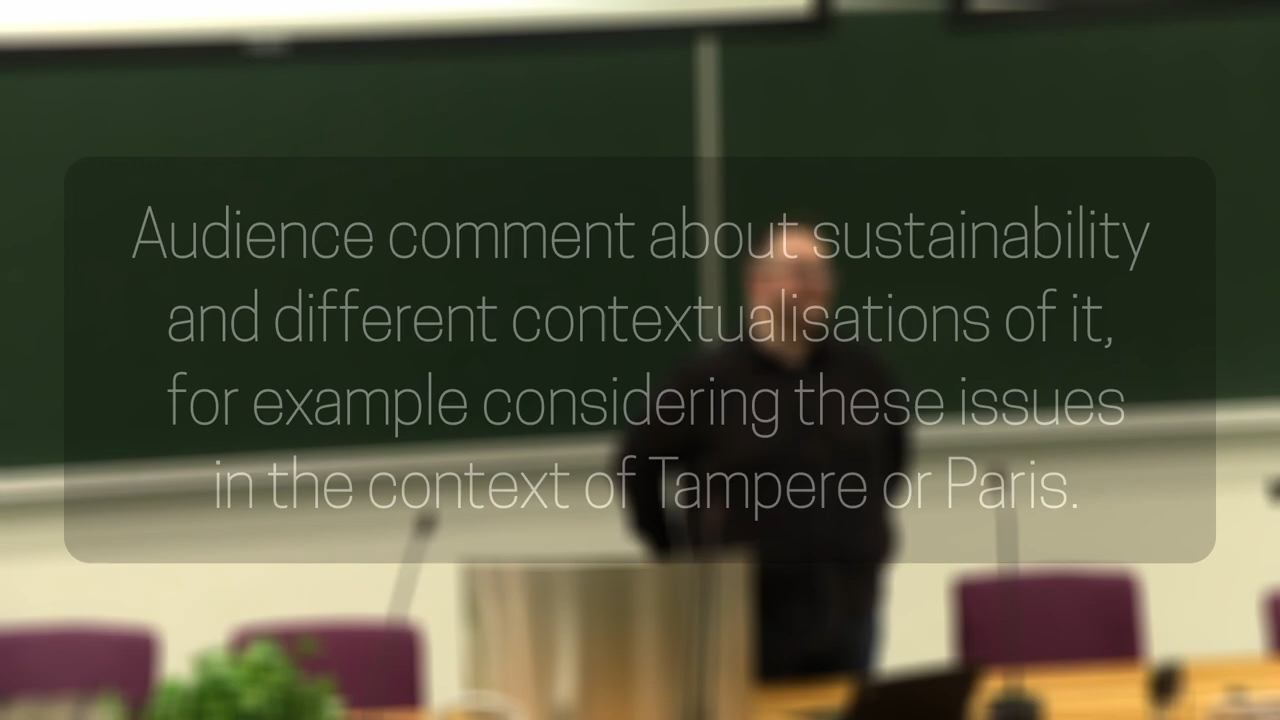 Audience comment about sustainability
and different contextualisations of it,
for example considering these issues
in the context of Tampere or Paris.